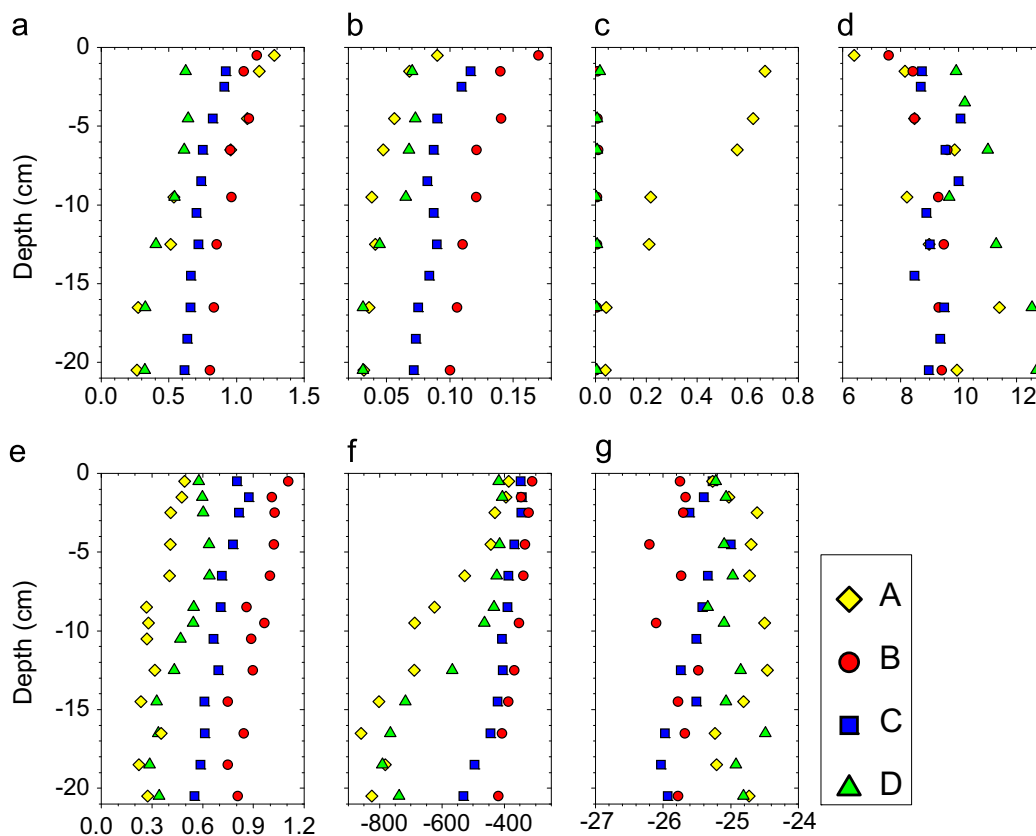 a b c d
0
-5
-10
-15
-20
Depth (cm)
0.0 0.5 1.0 1.5
0.05 0.10 0.15
0.0 0.2 0.4 0.6 0.8
6 8 10 12
e f g
0
-5
-10
-15
-20
Depth (cm)
0.0 0.3 0.6 0.9 1.2
-800 -600 -400
-27 -26 -25 -24
A
B
C
D